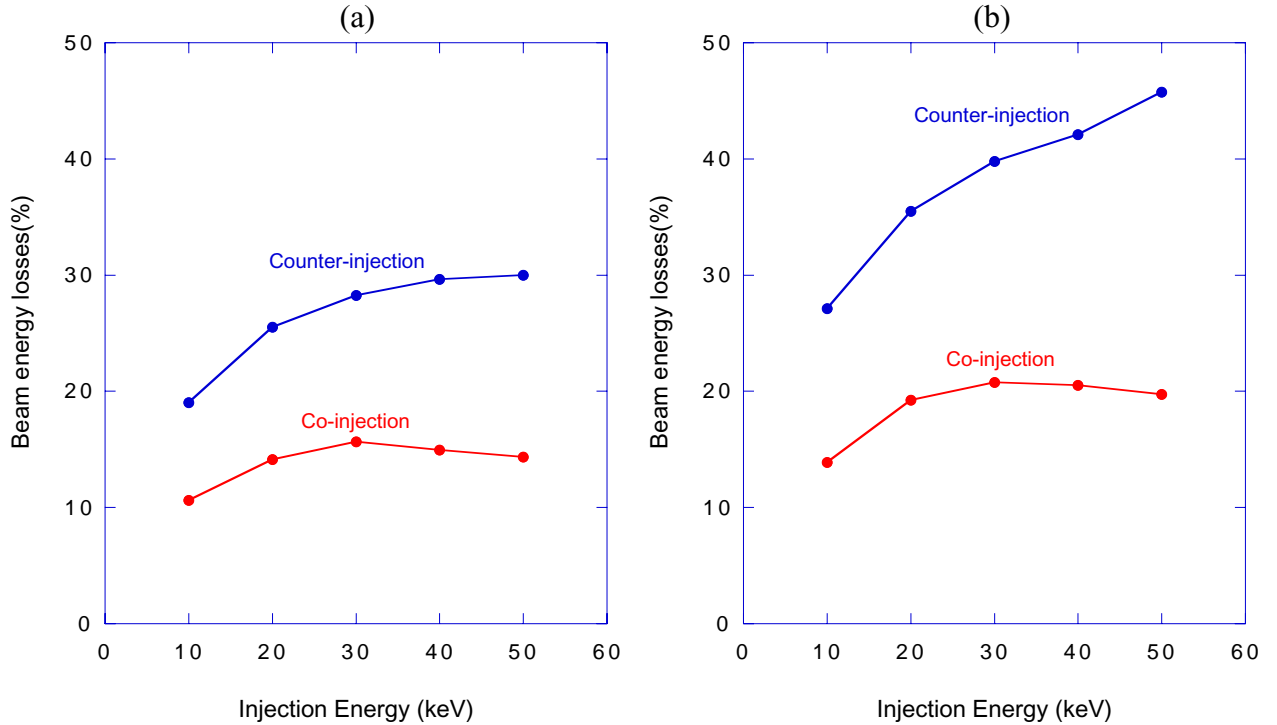 (a)
50
40
30
20
10
0
Beam energy losses(%)
Counter-injection
Co-injection
0 10 20 30 40 50 60
Injection Energy (keV)
(b)
50
40
30
20
10
0
Beam energy losses(%)
Counter-injection
Co-injection
0 10 20 30 40 50 60
Injection Energy (keV)